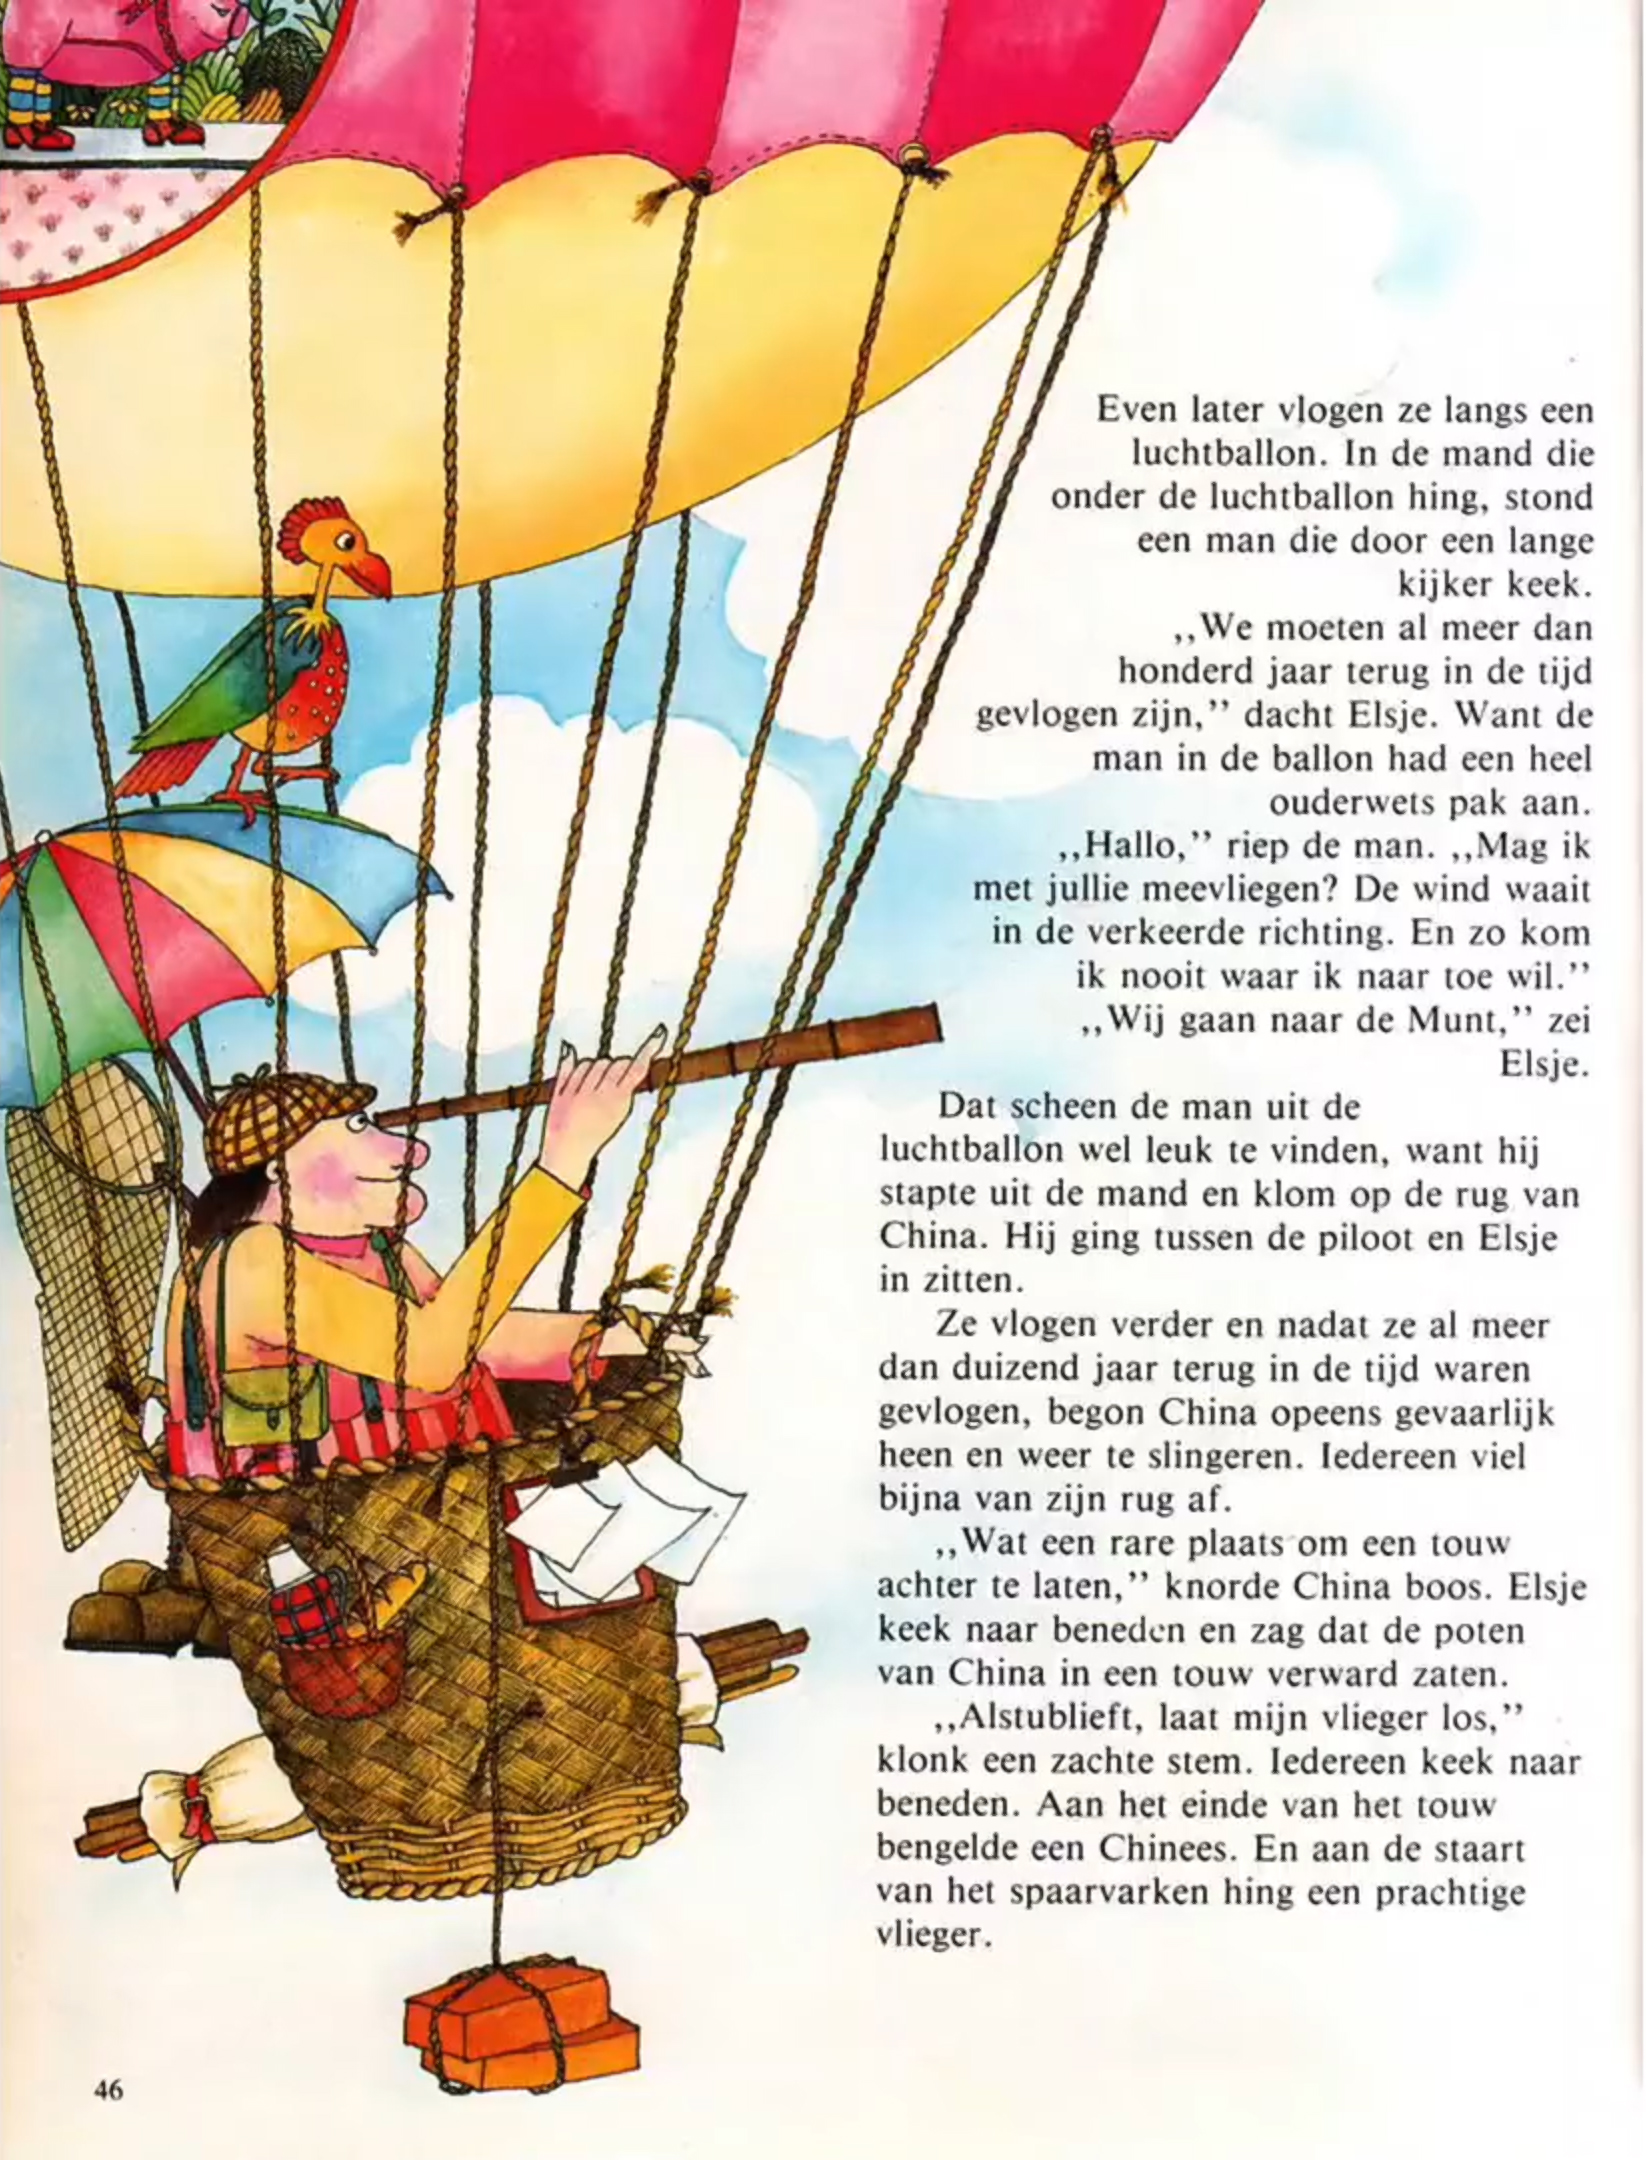 Even later vlogen ze langs een
luchtballon. In de mand die
onder de luchtballon hing, stond
een man die door een lange
kijker keek.
,,We moeten al meer dan
honderd jaar terug in de tijd
gevlogen zijn,’’ dacht Elsje. Want de
man in de ballon had een heel
ouderwets pak aan.
,,Hallo,’’ riep de man. ,,Mag ik
met jullie meevliegen? De wind waait
in de verkeerde richting. En zo kom
ik nooit waar ik naar toe wil.’’
,,Wij gaan naar de Munt,’’ zei
Elsje.
Dat scheen de man uit de
luchtballon wel leuk te vinden, want hij
stapte uit de mand en klom op de rug van
China. Hij ging tussen de piloot en Elsje
in zitten.
Ze vlogen verder en nadat ze al meer
dan duizend jaar terug in de tijd waren
gevlogen, begon China opeens gevaarlijk
heen en weer te slingeren. Iedereen viel
bijna van zijn rug af.
,,Wat een rare plaats om een touw
achter te laten,’’ knorde China boos. Elsje
keek naar beneden en zag dat de poten
van China in een touw verward zaten.
,,Alstublieft, laat mijn vlieger los,’’
klonk een zachte stem. Iedereen keek naar
beneden. Aan het einde van het touw
bengelde een Chinees. En aan de staart
van het spaarvarken hing een prachtige
vlieger.
46